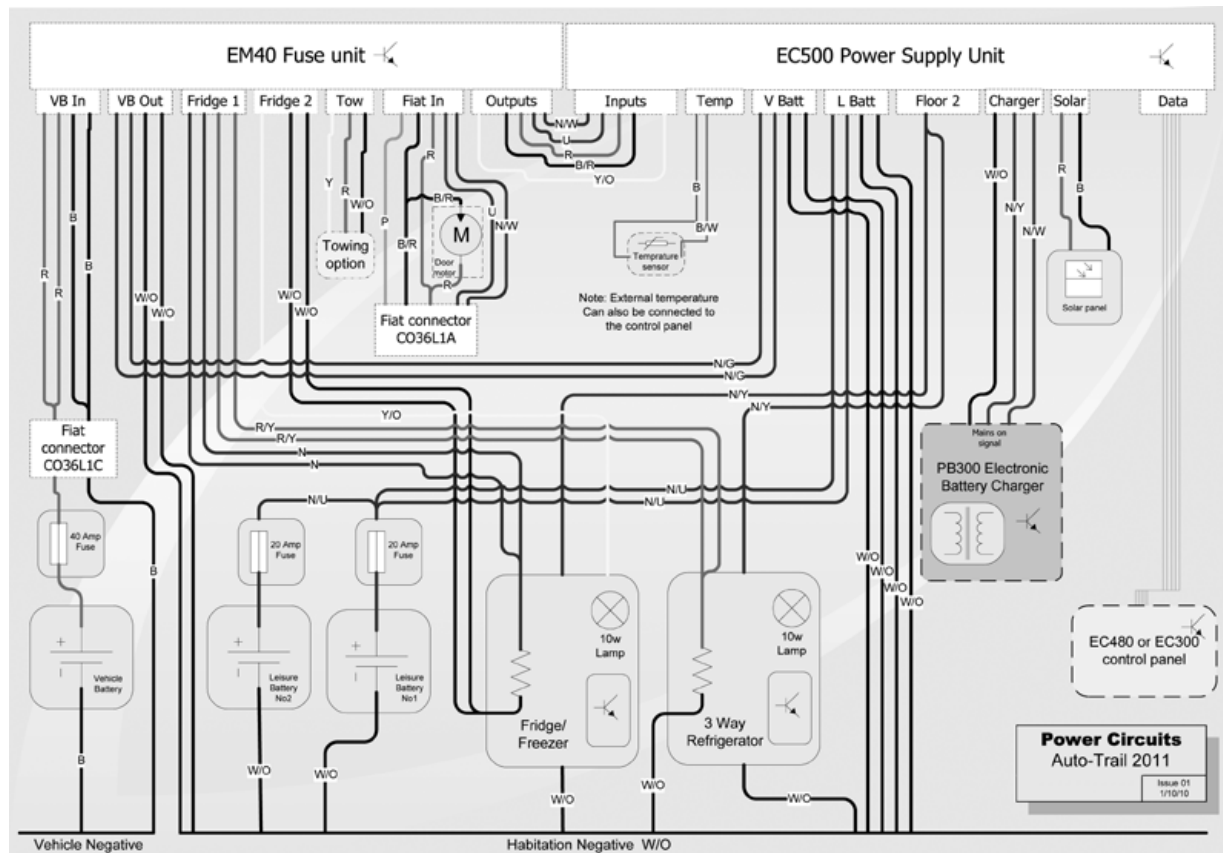 EM40 Fuse unit
EC500 Power Supply Unit
VB In
VB Out
Fridge 1
Fridge 2
Tow
Fiat In
Outputs
Inputs
Temp
V Batt
L Batt
Floor 2
Charger
Solar
Data
N/W
U
R
B/R
Y/O
R
R
B
B
W/O
W/O
W/O
W/O
Y
R
W/O
P
B/R
B/R
R
U
N/W
R
M
Door
motor
Towing
option
Fiat connector
CO36L1A
B
B/W
Temprature
sensor
Note: External temperature
Can also be connected to
the control panel
W/O
N/Y
N/W
R
B
Solar panel
N/G
N/G
N/Y
N/Y
Y/O
R/Y
R/Y
N
N
N/U
N/U
N/U
Fiat
connector
CO36L1C
40 Amp
Fuse
20 Amp
Fuse
20 Amp
Fuse
Mains on
signal
PB300 Electronic
Battery Charger
W/O
W/O
W/O
W/O
B
+
-
Vehicle
Battery
+
-
Leisure
Battery
No2
+
-
Leisure
Battery
No1
10w
Lamp
Fridge/
Freezer
10w
Lamp
3 Way
Refrigerator
EC480 or EC300
control panel
B
W/O
W/O
W/O
W/O
W/O
Power Circuits
Auto-Trail 2011
Issue 01
1/10/10
Vehicle Negative
Habitation Negative W/O